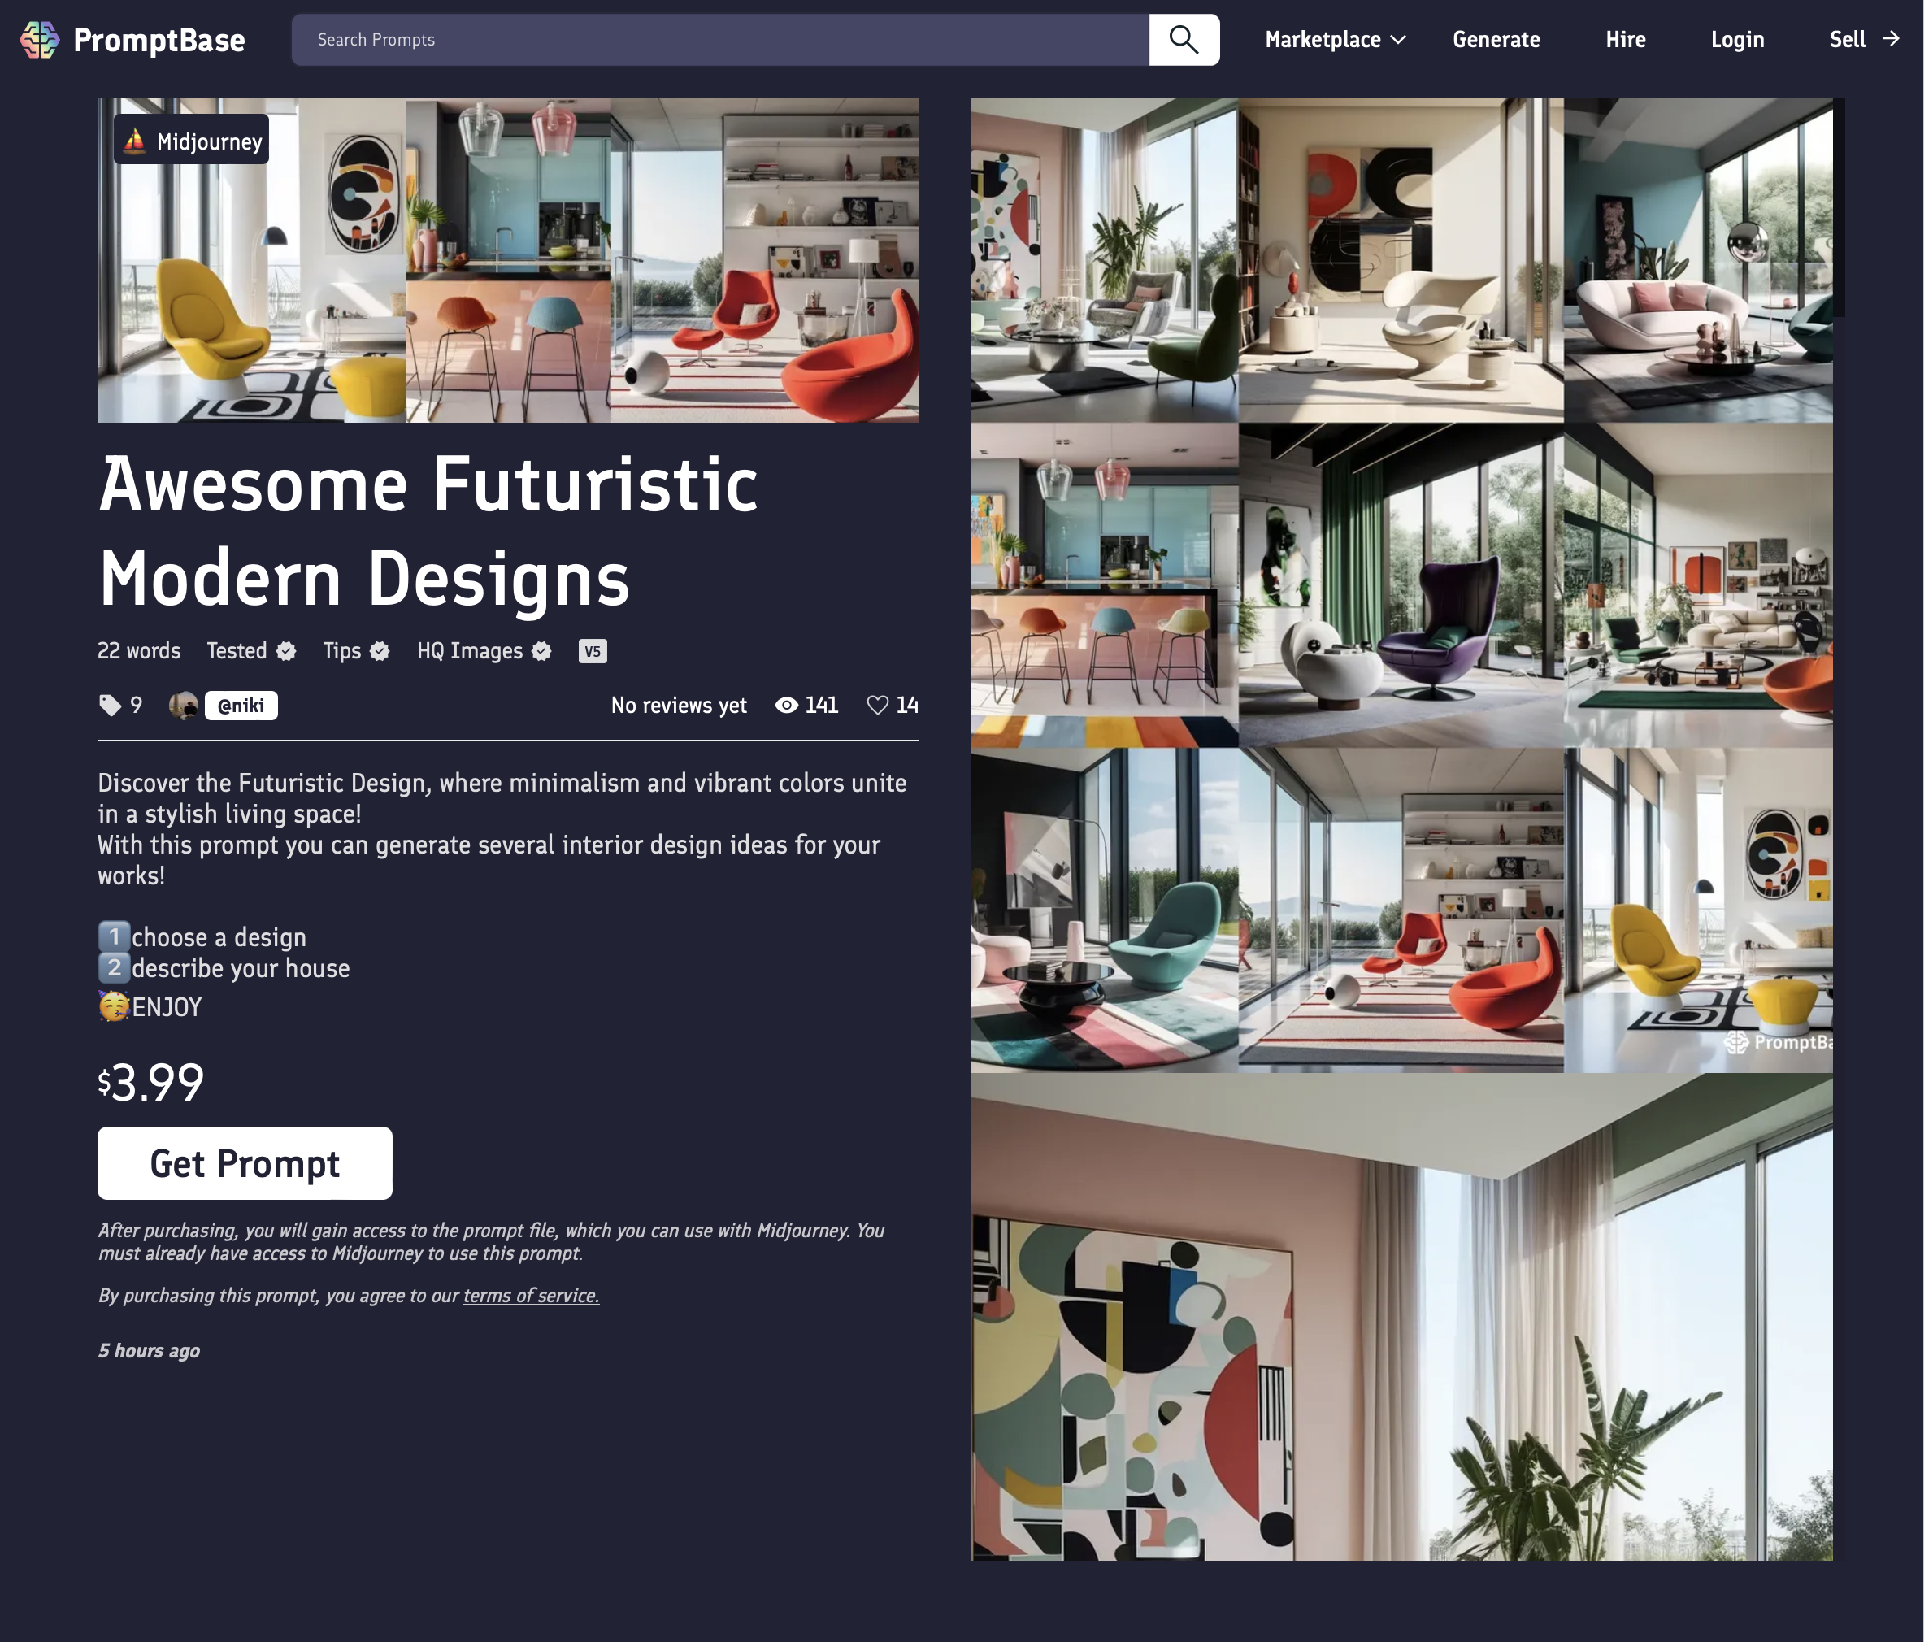 PromptBase
Search Prompts
Marketplace
Generate
Hire
Login
Sell →
Midjourney
Awesome Futuristic
Modern Designs
22 words Tested Tips HQ Images V5
9 @niki No reviews yet 141 14
Discover the Futuristic Design, where minimalism and vibrant colors unite
in a stylish living space!
With this prompt you can generate several interior design ideas for your
works!
1️⃣choose a design
2️⃣describe your house
🥳ENJOY
$3.99
Get Prompt
After purchasing, you will gain access to the prompt file, which you can use with Midjourney. You
must already have access to Midjourney to use this prompt.
By purchasing this prompt, you agree to our terms of service.
5 hours ago
PromptBa